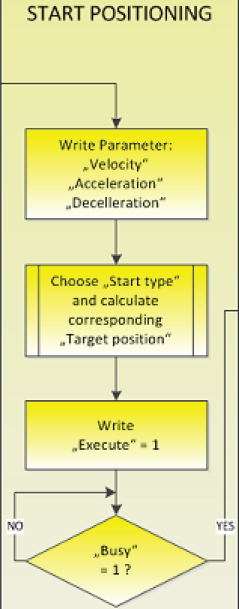 START POSITIONING
Write Parameter:
„Velocity“
„Acceleration“
„Decelleration“
Choose „Start type“
and calculate
corresponding
„Target position“
Write
„Execute“ = 1
NO
YES
„Busy“
= 1 ?